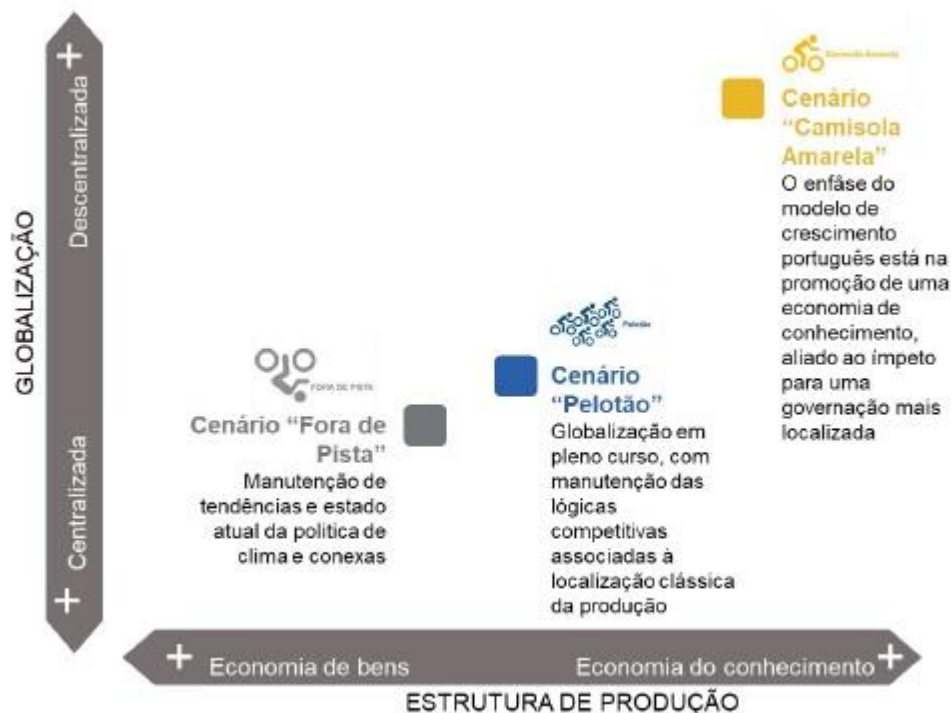 GLOBALIZAÇÃO
Descentralizada
Centralizada
Camisola Amarela
Cenário
“Camisola
Amarela”
O enfâse do
modelo de
crescimento
português está na
promoção de uma
economia de
conhecimento,
aliado ao ímpeto
para uma
governação mais
localizada
Pelotão
Cenário
“Pelotão”
Globalização em
pleno curso, com
manutenção das
lógicas
competitivas
associadas à
localização clássica
da produção
FORA DE PISTA
Cenário “Fora de
Pista”
Manutenção de
tendências e estado
atual da politica de
clima e conexas
+ Economia de bens
Economia do conhecimento +
ESTRUTURA DE PRODUÇÃO